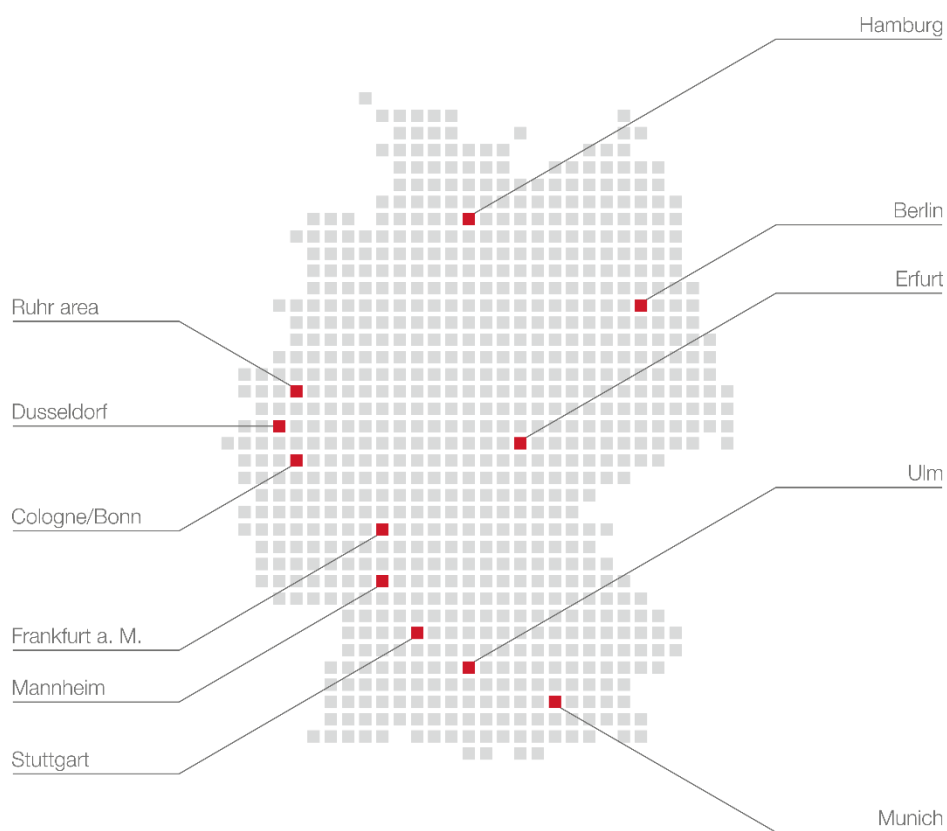 Hamburg
Berlin
Erfurt
Ruhr area
Dusseldorf
Ulm
Cologne/Bonn
Frankfurt a. M.
Mannheim
Stuttgart
Munich